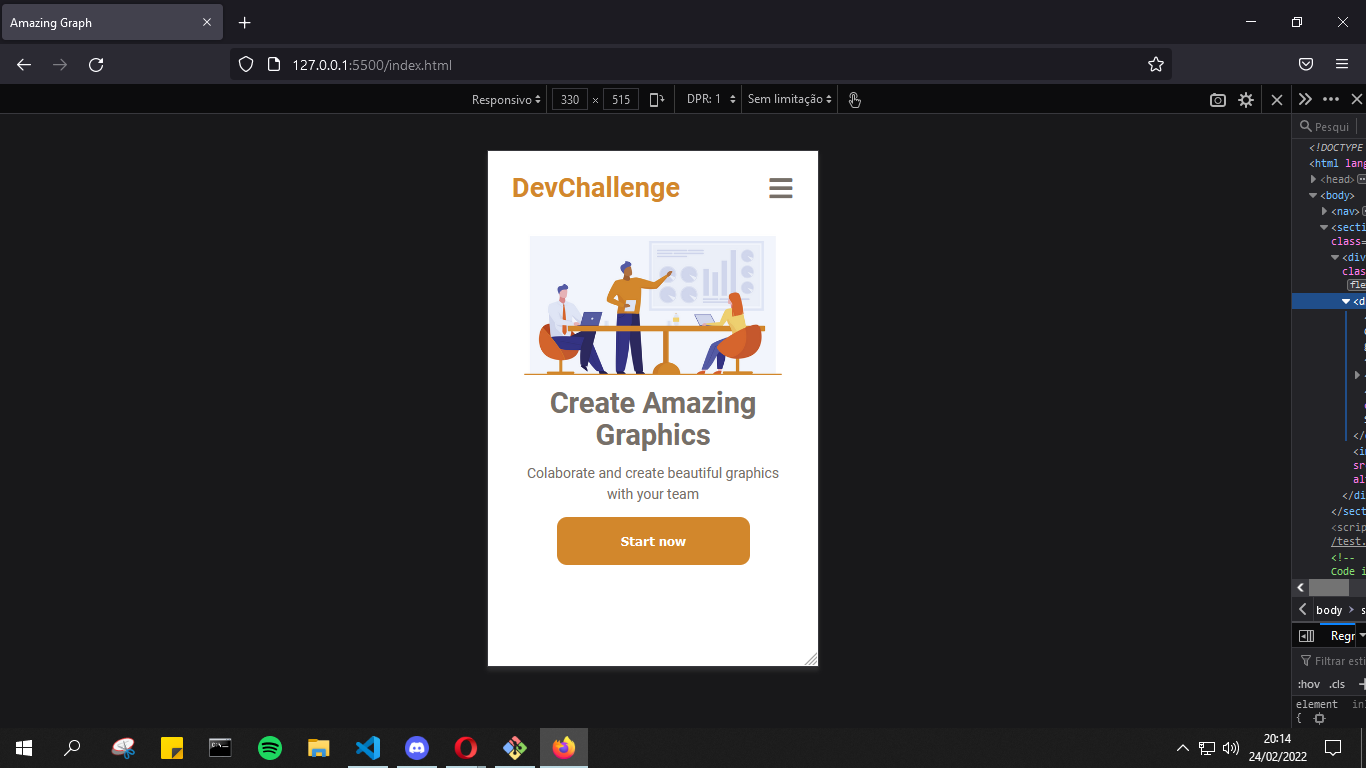 Amazing Graph
127.0.0.1:5500/index.html
Responsivo 330 × 515 DPR: 1 Sem limitação
Pesqui
<!DOCTYPE
<html lang
<head>
<body>
<nav>
<secti
class=
<div
clas
fle
<d
</
<i
sr
al
</di
</sect
<scrip
/test.
<!--
Code i
body > s
Regr
Filtrar esti
:hov .cls +
element in
{
DevChallenge
Create Amazing
Graphics
Colaborate and create beautiful graphics
with your team
Start now
20:14
24/02/2022